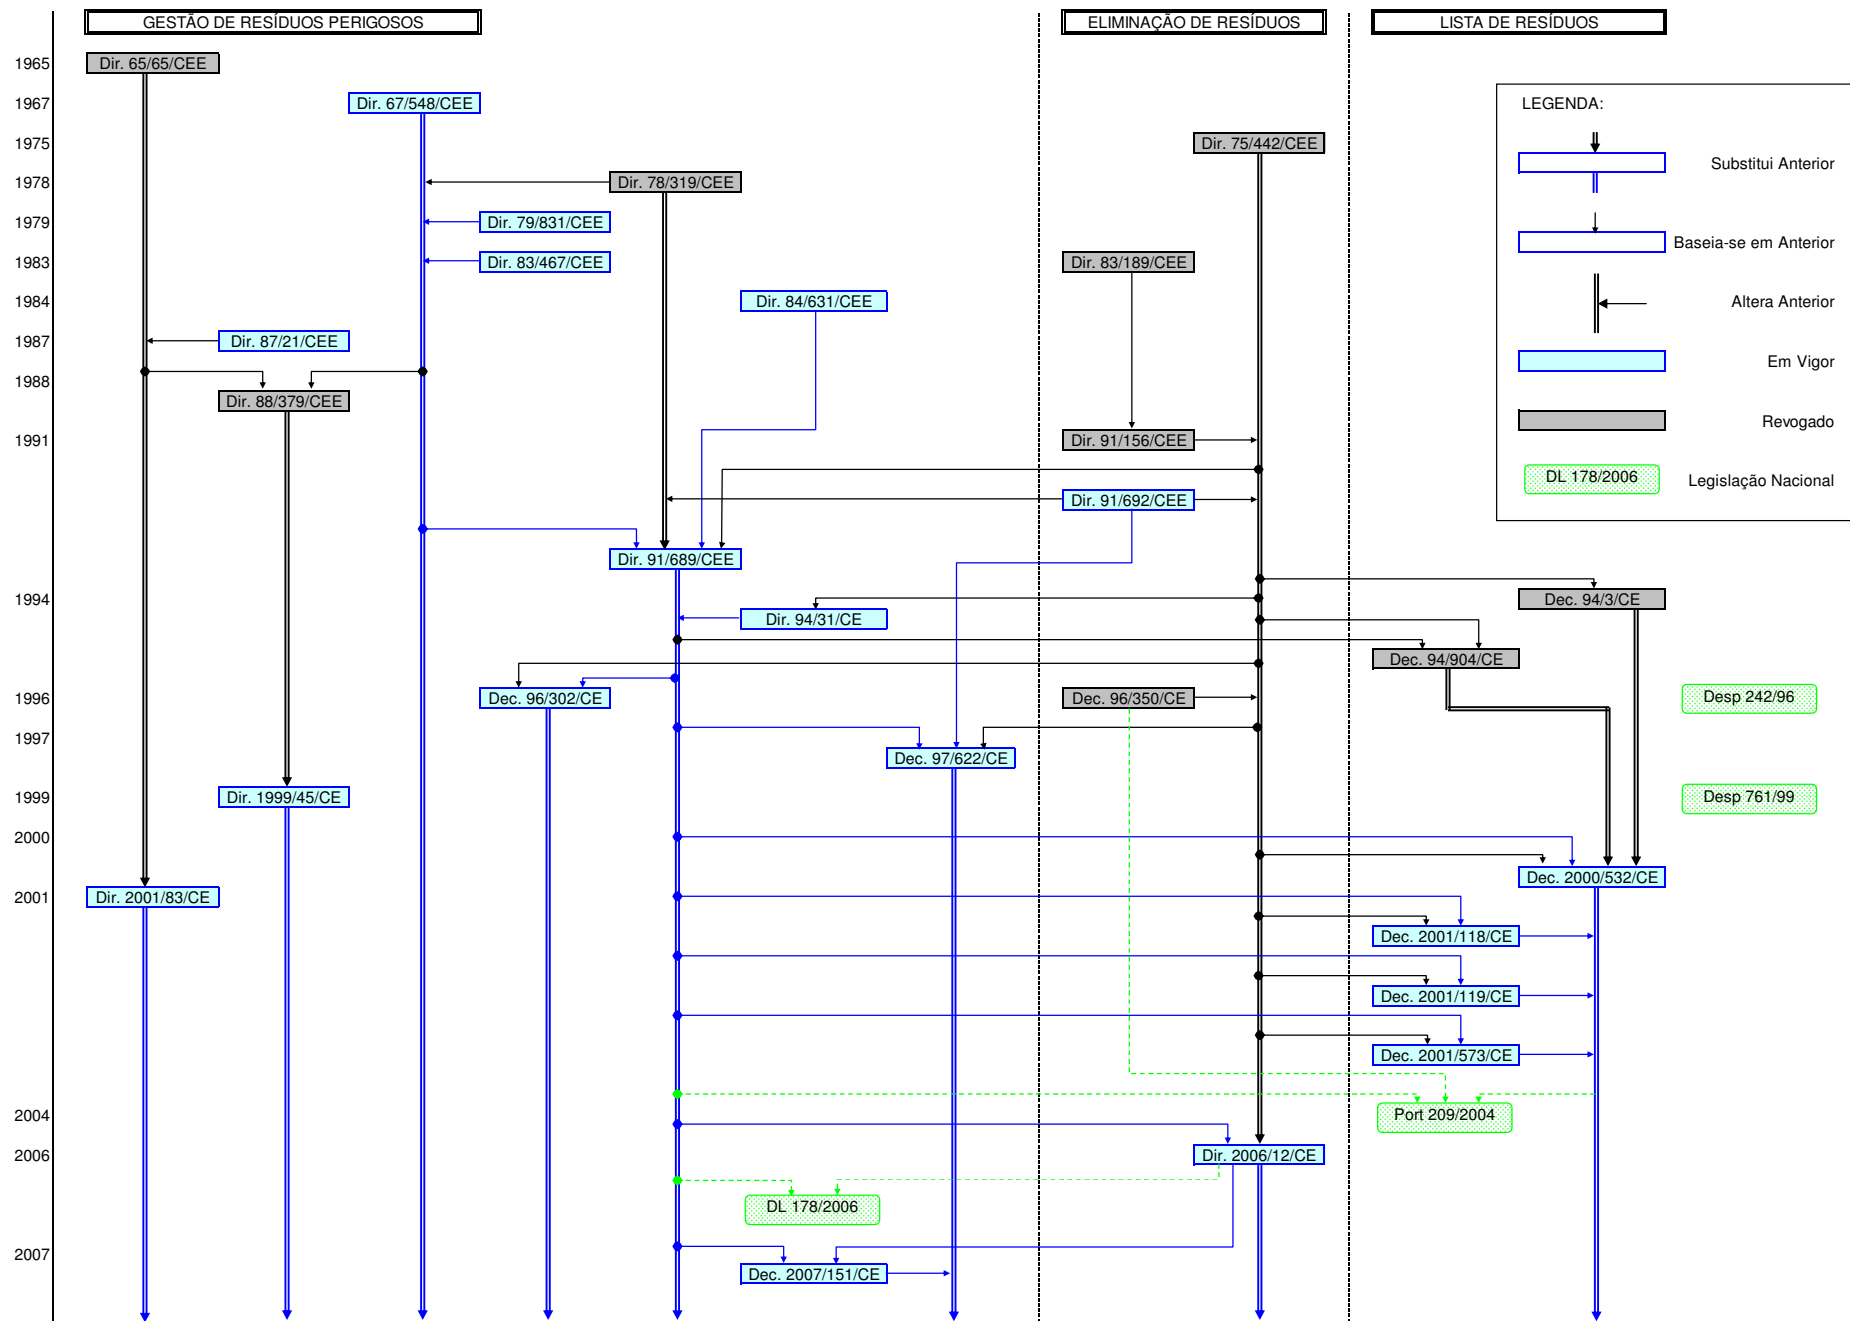 GESTÃO DE RESÍDUOS PERIGOSOS
ELIMINAÇÃO DE RESÍDUOS
LISTA DE RESÍDUOS
1965
Dir. 65/65/CEE
1967
Dir. 67/548/CEE
LEGENDA:
1975
Dir. 75/442/CEE
Substitui Anterior
1978
Dir. 78/319/CEE
1979
Dir. 79/831/CEE
Baseia-se em Anterior
1983
Dir. 83/467/CEE
Dir. 83/189/CEE
1984
Dir. 84/631/CEE
Altera Anterior
1987
Dir. 87/21/CEE
Em Vigor
1988
Dir. 88/379/CEE
Revogado
1991
Dir. 91/156/CEE
DL 178/2006
Legislação Nacional
Dir. 91/692/CEE
Dir. 91/689/CEE
1994
Dec. 94/3/CE
Dir. 94/31/CE
Dec. 94/904/CE
1996
Dec. 96/302/CE
Dec. 96/350/CE
Desp 242/96
1997
Dec. 97/622/CE
1999
Dir. 1999/45/CE
Desp 761/99
2000
Dec. 2000/532/CE
2001
Dir. 2001/83/CE
Dec. 2001/118/CE
Dec. 2001/119/CE
Dec. 2001/573/CE
2004
Port 209/2004
2006
Dir. 2006/12/CE
DL 178/2006
2007
Dec. 2007/151/CE